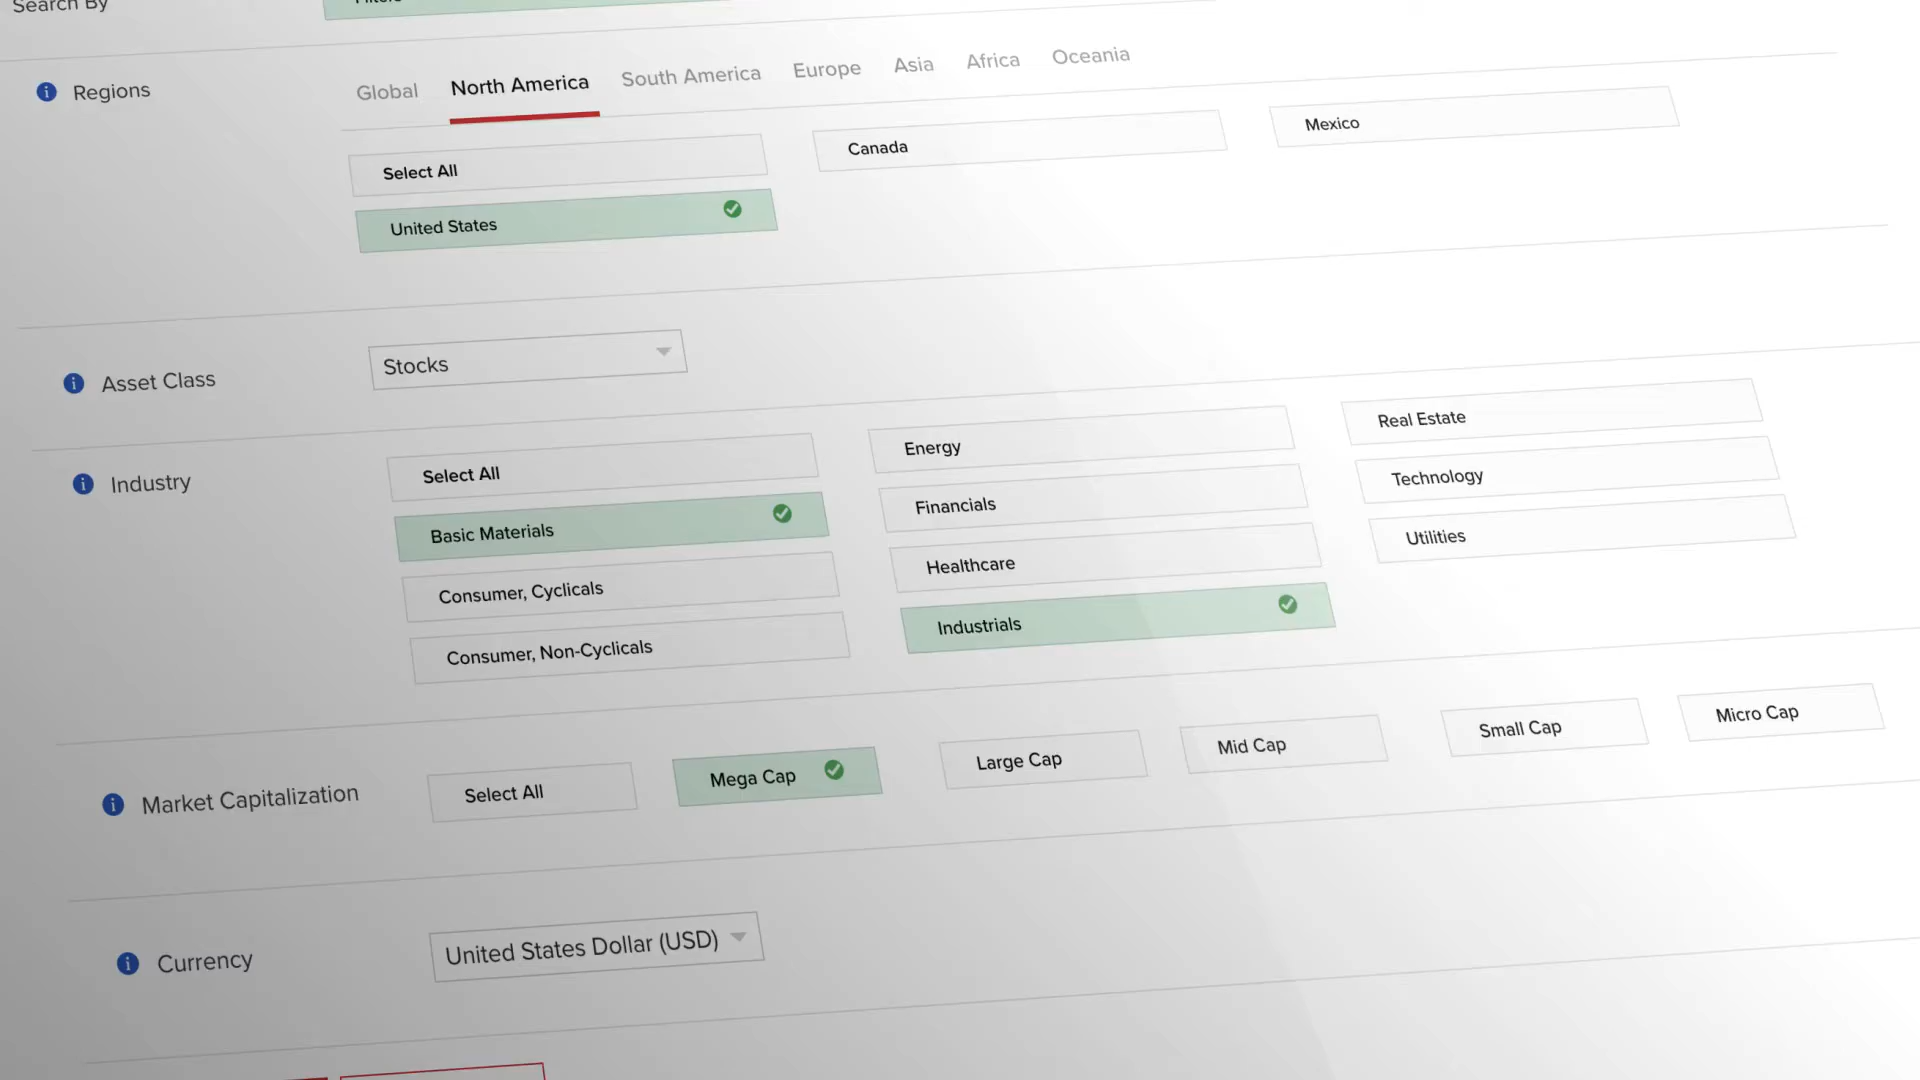 Search By
Filters
Regions
Global North America South America Europe Asia Africa Oceania
Select All
Canada
Mexico
United States
Asset Class
Stocks
Industry
Select All
Energy
Real Estate
Basic Materials
Financials
Technology
Consumer, Cyclicals
Healthcare
Utilities
Consumer, Non-Cyclicals
Industrials
Market Capitalization
Select All
Mega Cap
Large Cap
Mid Cap
Small Cap
Micro Cap
Currency
United States Dollar (USD)